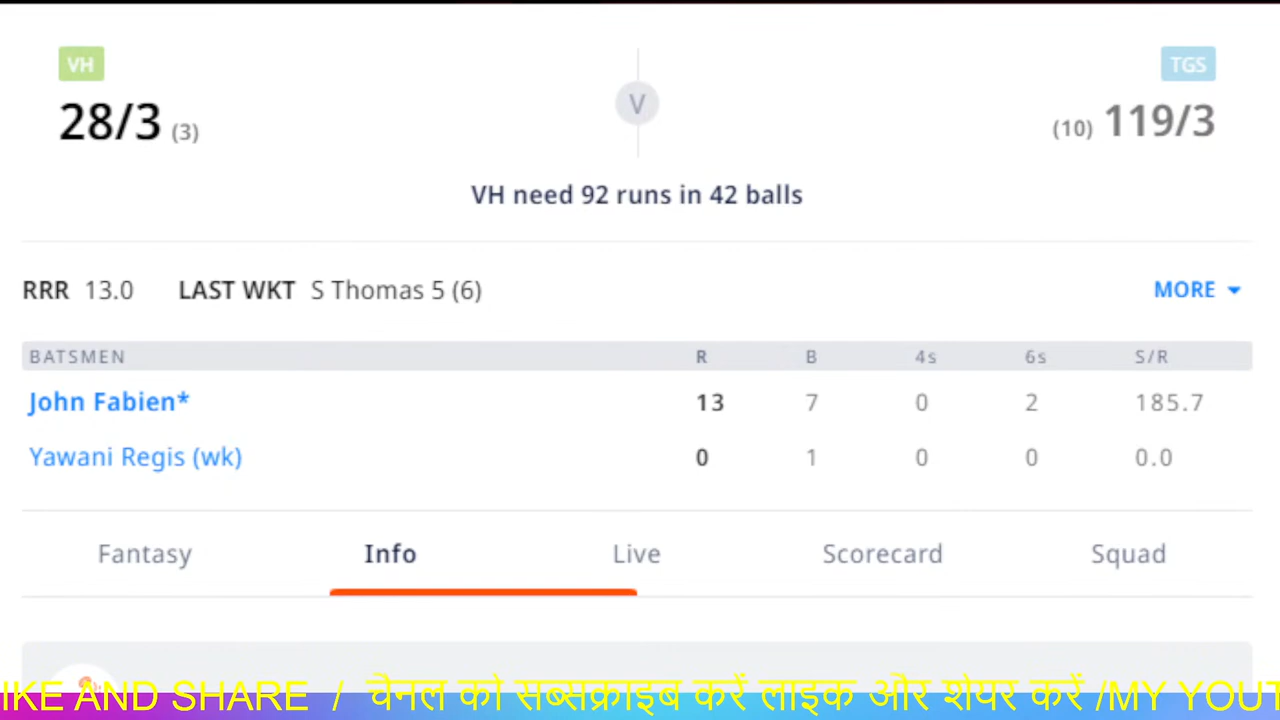 VH
TGS
28/3 (3)
V
(10) 119/3
VH need 92 runs in 42 balls
RRR 13.0 LAST WKT S Thomas 5 (6)
MORE
BATSMEN R B 4s 6s S/R
John Fabien* 13 7 0 2 185.7
Yawani Regis (wk) 0 1 0 0 0.0
Fantasy Info Live Scorecard Squad
IKE AND SHARE / चेनल को सब्सक्राइब करें लाइक और शेयर करें /MY YOUT